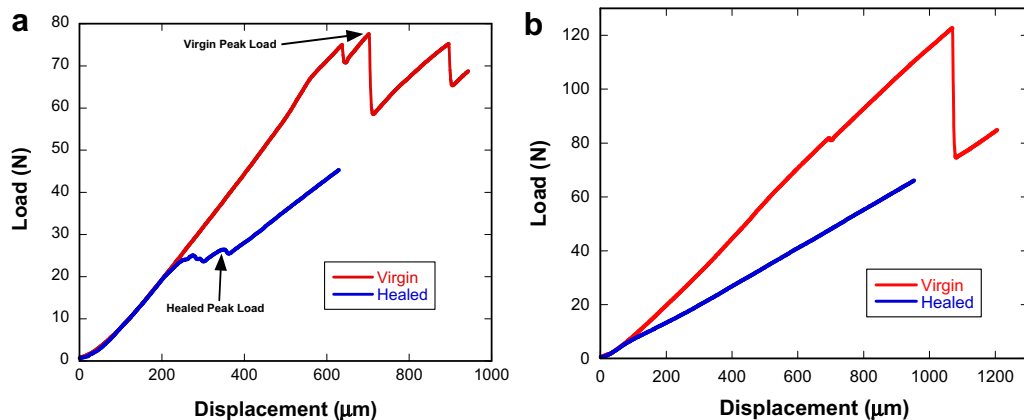 a
80
70
60
50
40
30
20
10
0
Load (N)
Virgin Peak Load
Healed Peak Load
Virgin
Healed
0 200 400 600 800 1000
Displacement (µm)
b
120
100
80
60
40
20
0
Load (N)
Virgin
Healed
0 200 400 600 800 1000 1200
Displacement (µm)